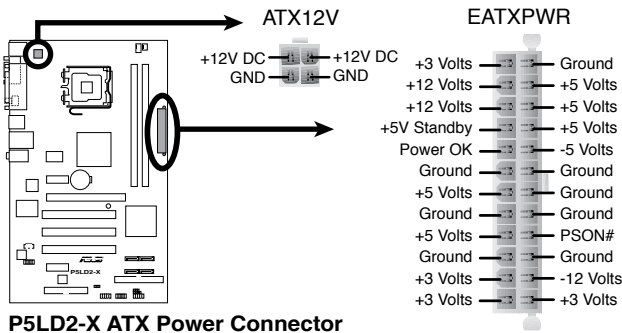 ATX12V
EATXPWR
+12V DC +12V DC
GND GND
+3 Volts Ground
+12 Volts +5 Volts
+12 Volts +5 Volts
+5V Standby +5 Volts
Power OK -5 Volts
Ground Ground
+5 Volts Ground
Ground Ground
+5 Volts PSON#
Ground Ground
+3 Volts -12 Volts
+3 Volts +3 Volts
ASUS
P5LD2-X
P5LD2-X ATX Power Connector